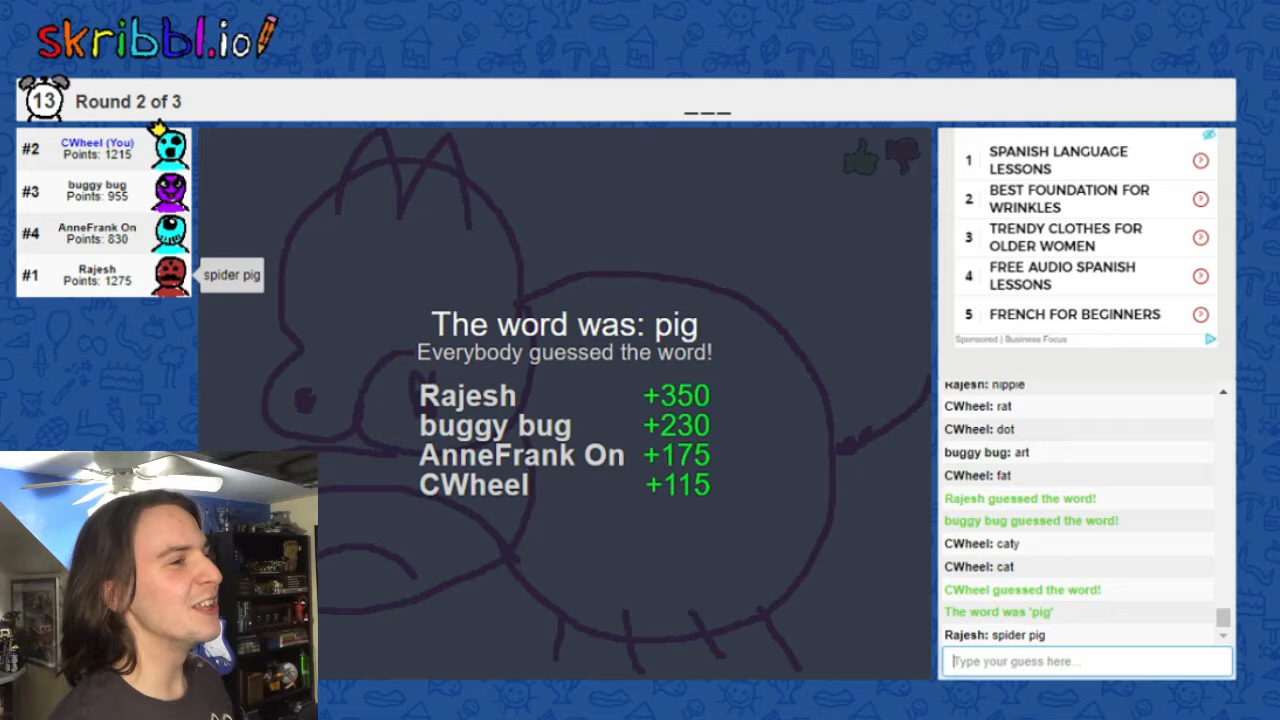 skribbl.io
13
Round 2 of 3
___
#2
CWheel (You)
Points: 1215
#3
buggy bug
Points: 955
#4
AnneFrank On
Points: 830
#1
Rajesh
Points: 1275
spider pig
The word was: pig
Everybody guessed the word!
Rajesh +350
buggy bug +230
AnneFrank On +175
CWheel +115
1 SPANISH LANGUAGE
LESSONS
2 BEST FOUNDATION FOR
WRINKLES
3 TRENDY CLOTHES FOR
OLDER WOMEN
4 FREE AUDIO SPANISH
LESSONS
5 FRENCH FOR BEGINNERS
Sponsored | Business Focus
Rajesh: nipple
CWheel: rat
CWheel: dot
buggy bug: art
CWheel: fat
Rajesh guessed the word!
buggy bug guessed the word!
CWheel: caty
CWheel: cat
CWheel guessed the word!
The word was 'pig'
Rajesh: spider pig
Type your guess here...